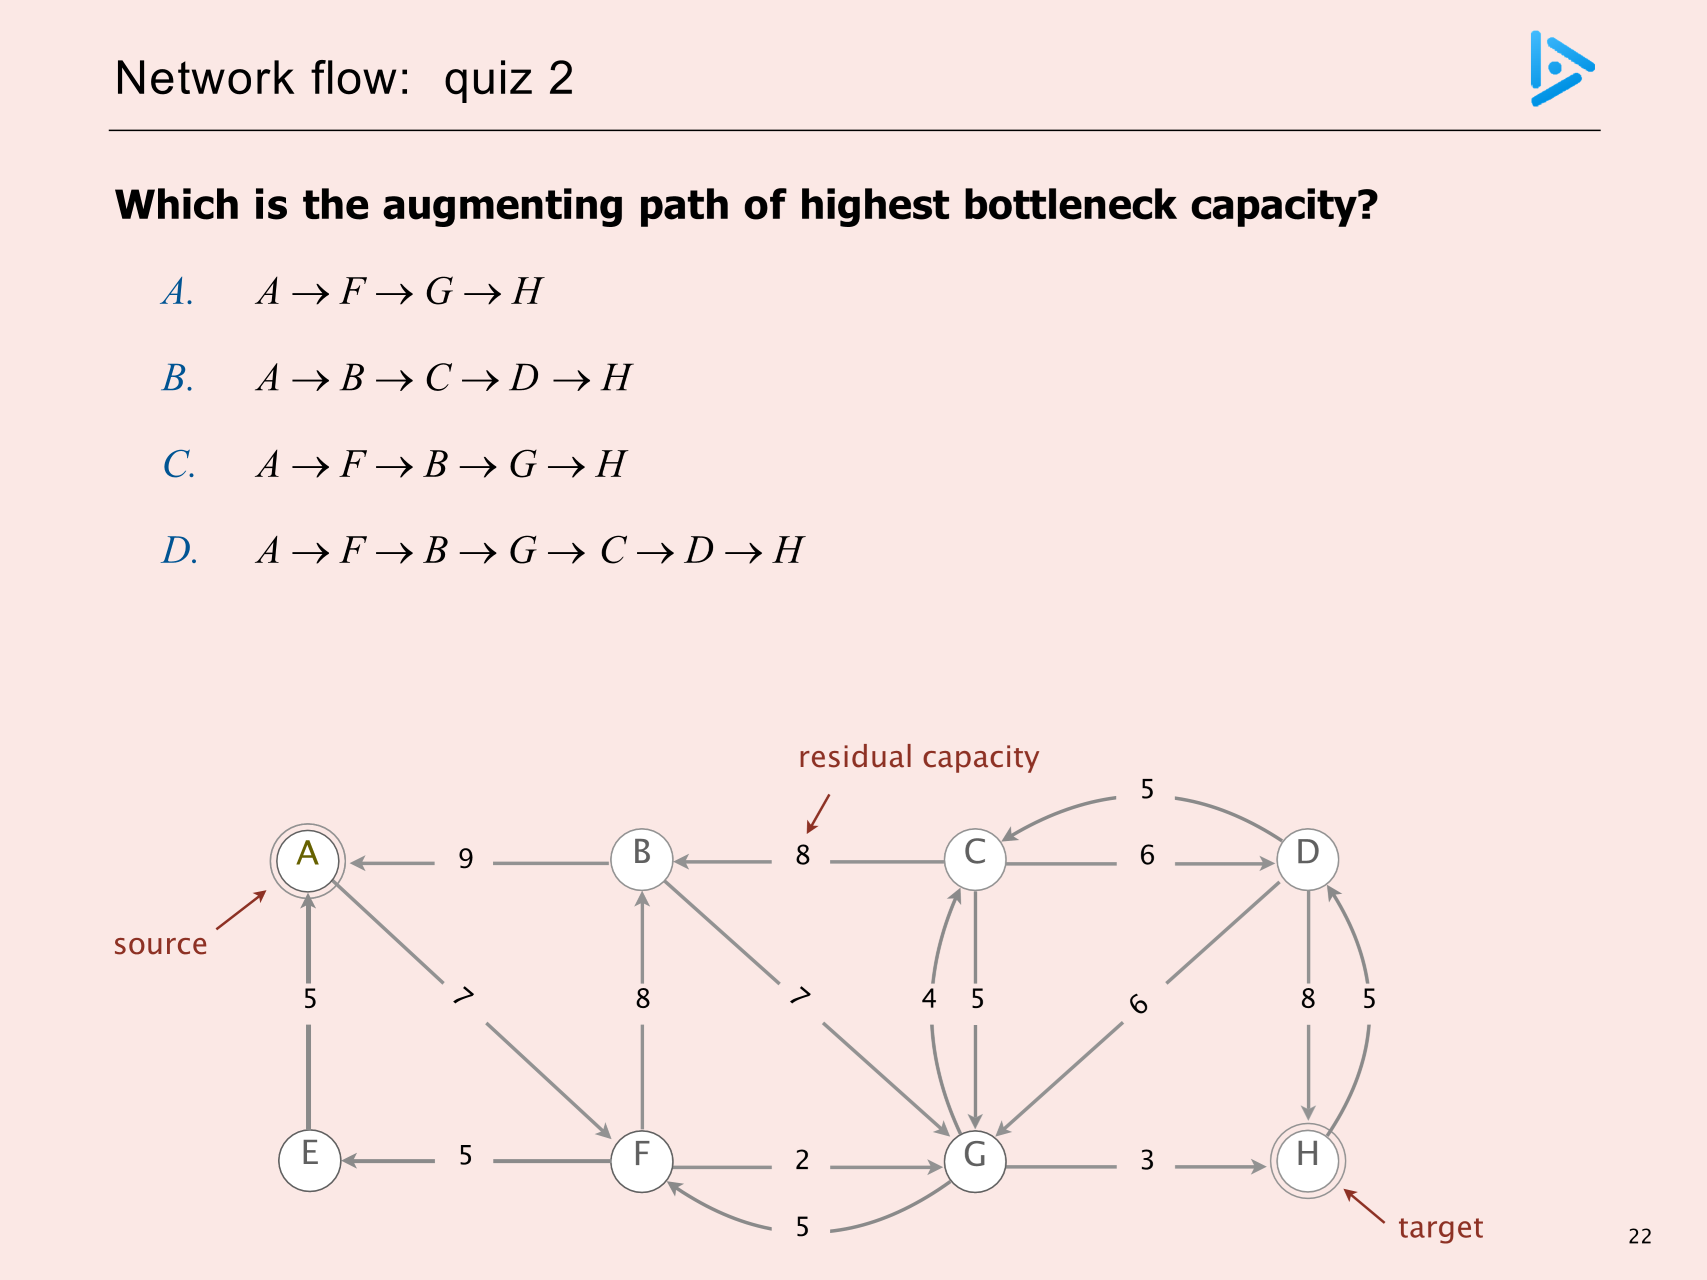 Network flow: quiz 2
Which is the augmenting path of highest bottleneck capacity?
A. A → F → G → H
B. A → B → C → D → H
C. A → F → B → G → H
D. A → F → B → G → C → D → H
residual capacity
5
A 9 B 8 C 6 D
source
5 7 8 7 4 5 6 8 5
E 5 F 2 G 3 H
5
target
22